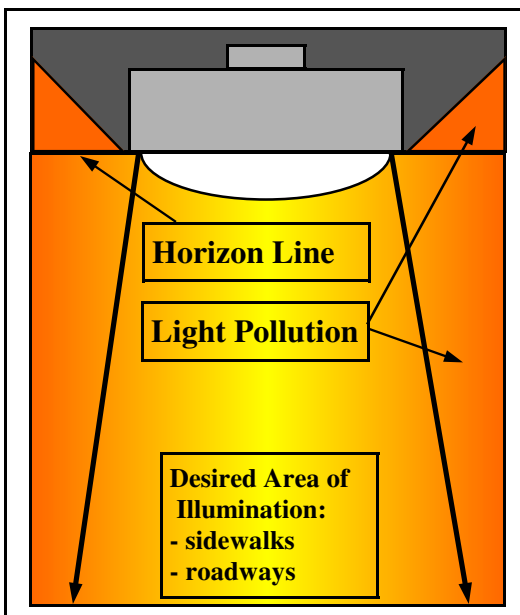 Horizon Line
Light Pollution
Desired Area of
Illumination:
- sidewalks
- roadways